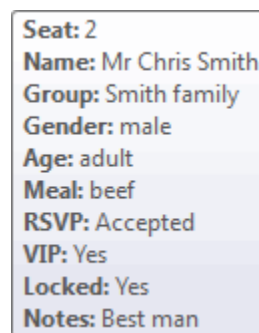 Seat: 2
Name: Mr Chris Smith
Group: Smith family
Gender: male
Age: adult
Meal: beef
RSVP: Accepted
VIP: Yes
Locked: Yes
Notes: Best man